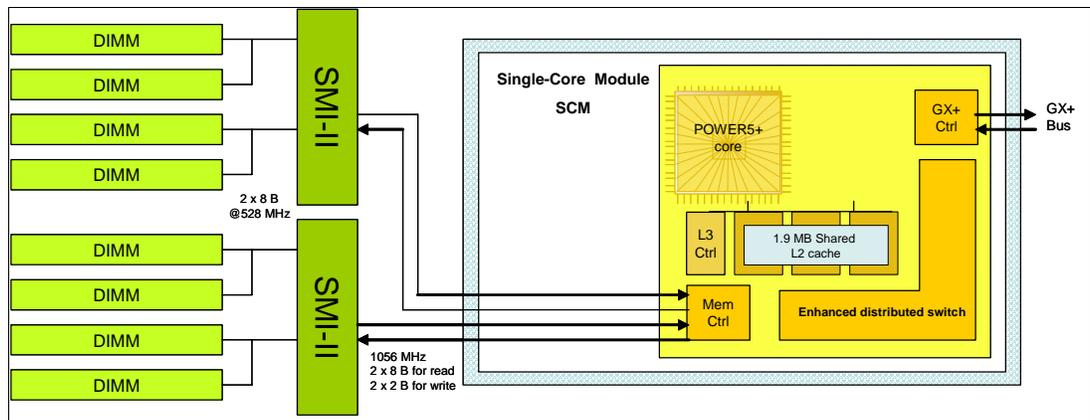 DIMM
DIMM
DIMM
DIMM
SMI-II
2 x 8 B
@528 MHz
DIMM
DIMM
DIMM
DIMM
SMI-II
1056 MHz
2 x 8 B for read
2 x 2 B for write
Single-Core Module
SCM
POWER5+
core
GX+
Ctrl
GX+
Bus
L3
Ctrl
1.9 MB Shared
L2 cache
Mem
Ctrl
Enhanced distributed switch